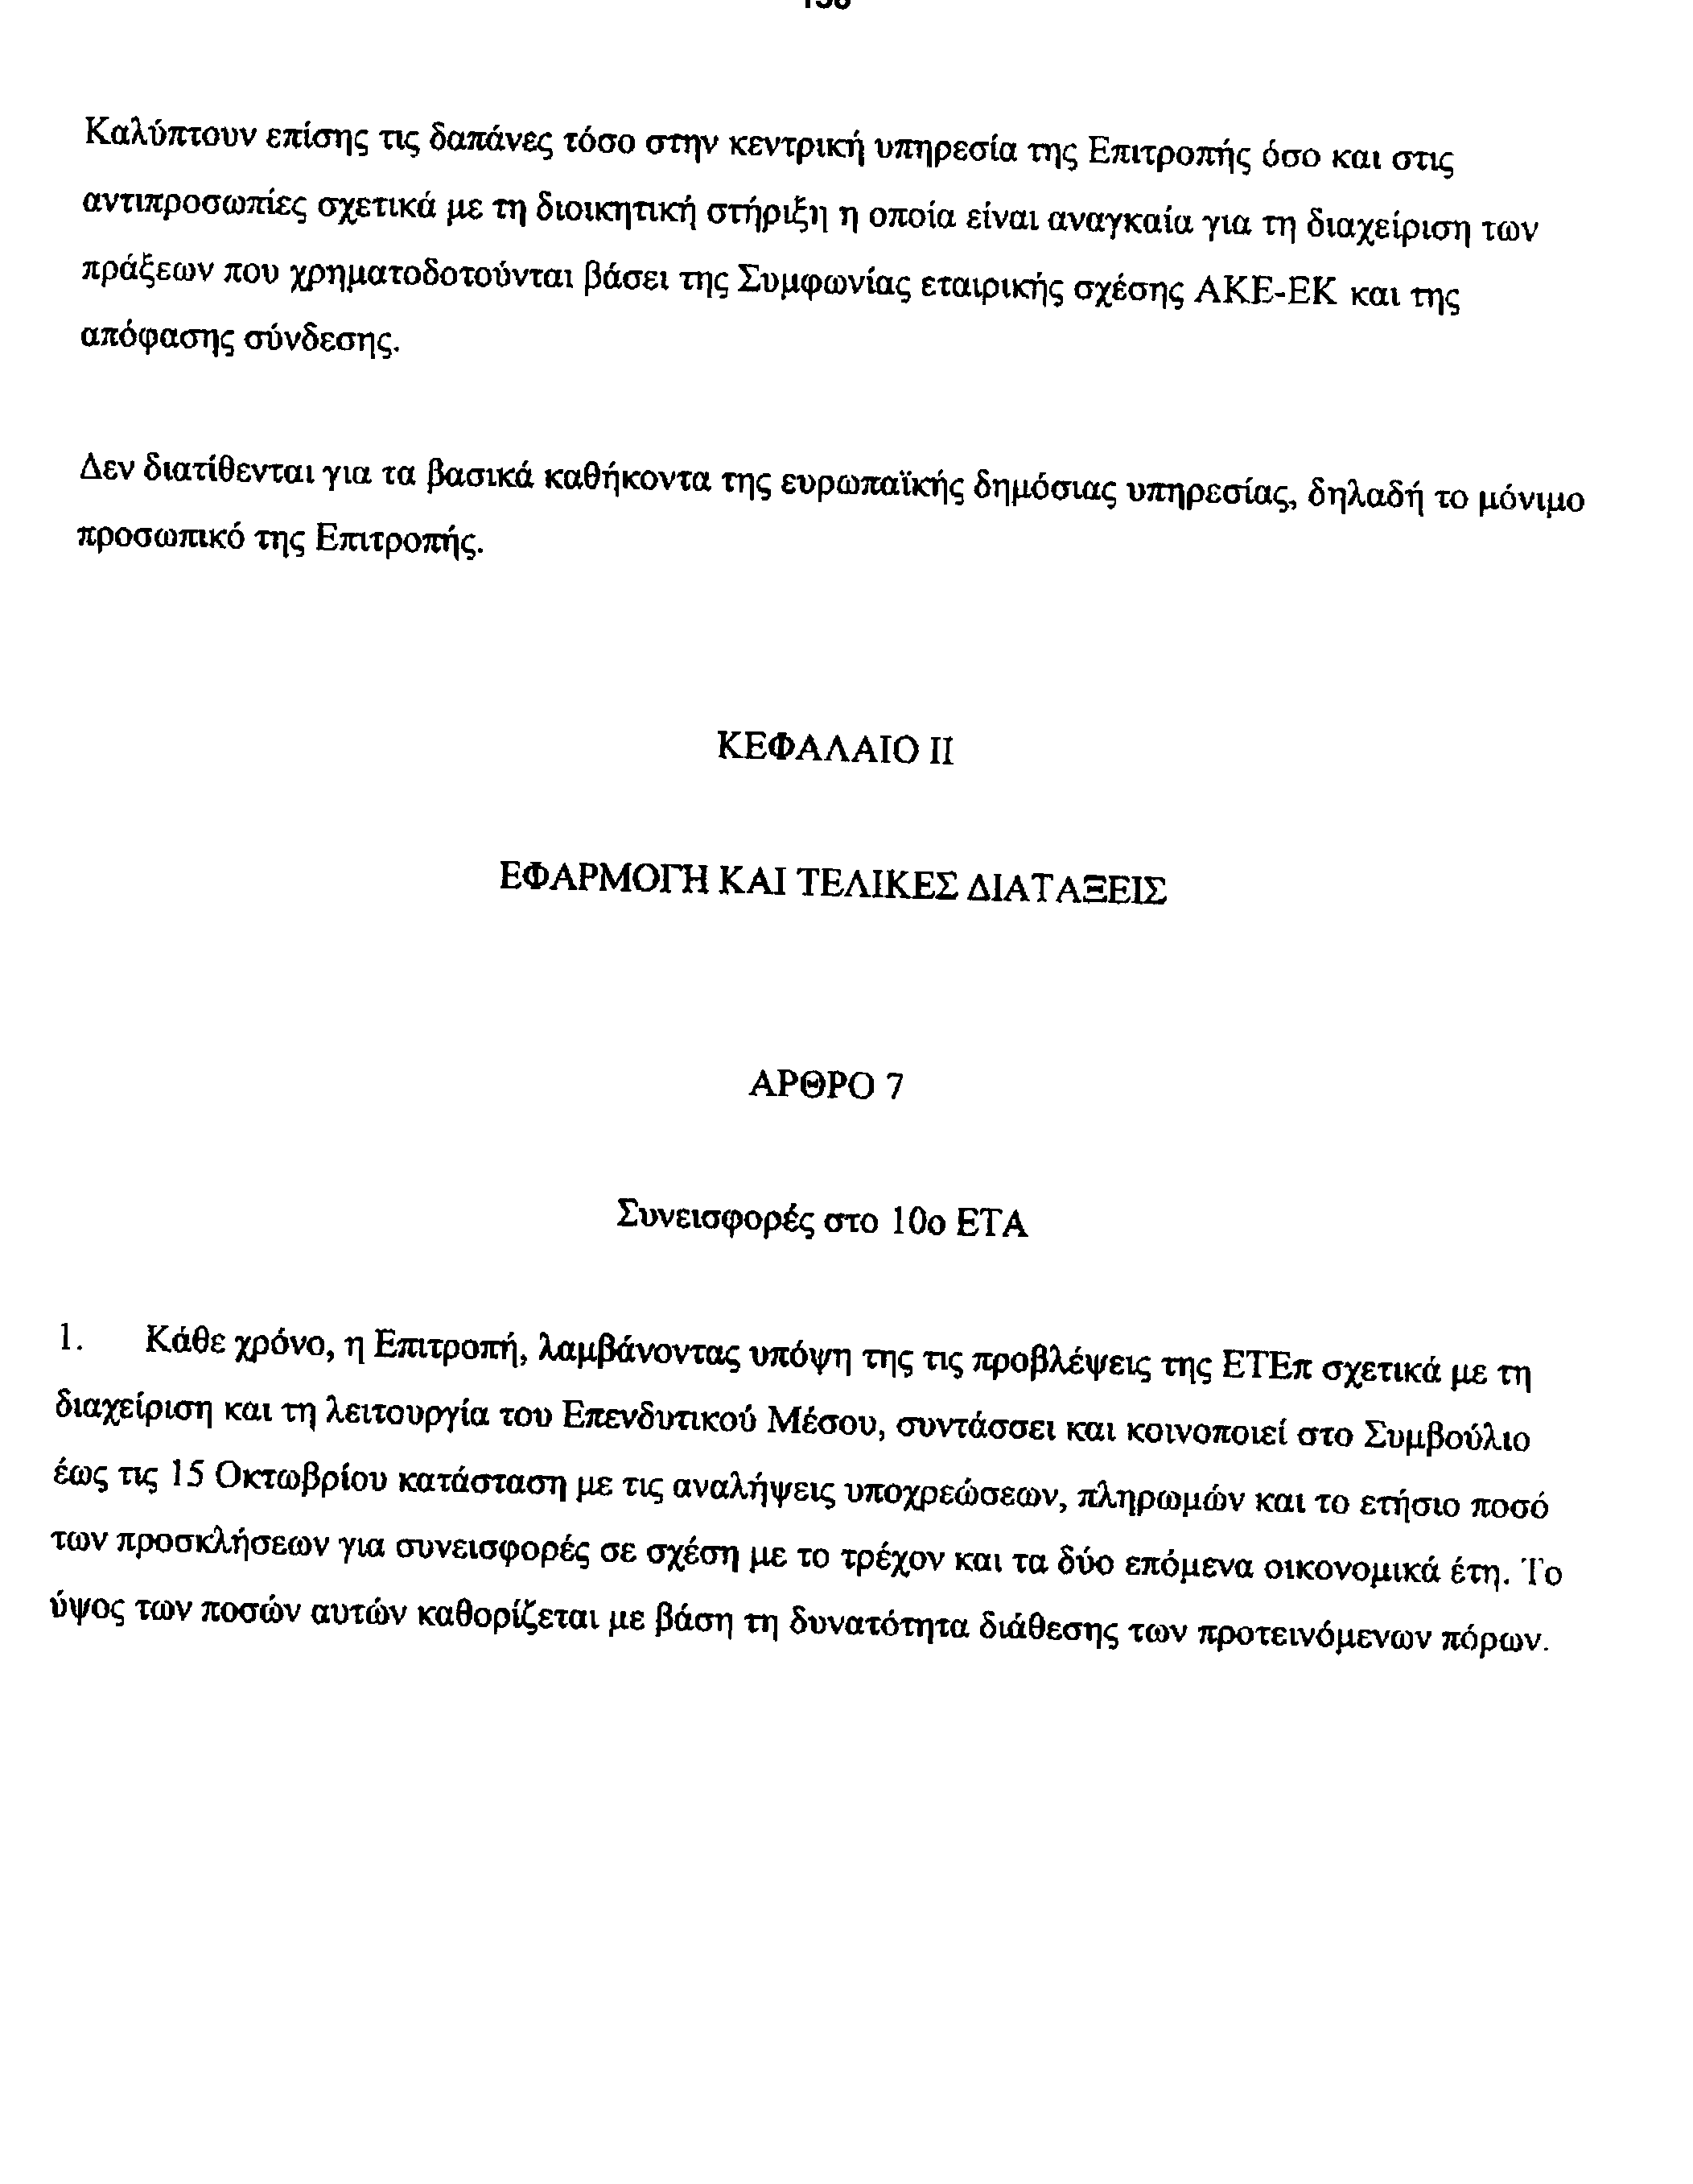 Καλύπτουν επίσης τις δαπάνες τόσο στην κεντρική υπηρεσία της Επιτροπής όσο και στις
αντιπροσωπίες σχετικά με τη διοικητική στήριξη η οποία είναι αναγκαία για τη διαχείριση των
πράξεων που χρηματοδοτούνται βάσει της Συμφωνίας εταιρικής σχέσης ΑΚΕ-ΕΚ και της
απόφασης σύνδεσης.
Δεν διατίθενται για τα βασικά καθήκοντα της ευρωπαϊκής δημόσιας υπηρεσίας, δηλαδή το μόνιμο
προσωπικό της Επιτροπής.
ΚΕΦΑΛΑΙΟ ΙΙ
ΕΦΑΡΜΟΓΗ ΚΑΙ ΤΕΛΙΚΕΣ ΔΙΑΤΑΞΕΙΣ
ΑΡΘΡΟ 7
Συνεισφορές στο 10ο ΕΤΑ
1. Κάθε χρόνο, η Επιτροπή, λαμβάνοντας υπόψη της τις προβλέψεις της ΕΤΕπ σχετικά με τη
διαχείριση και τη λειτουργία του Επενδυτικού Μέσου, συντάσσει και κοινοποιεί στο Συμβούλιο
έως τις 15 Οκτωβρίου κατάσταση με τις αναλήψεις υποχρεώσεων, πληρωμών και το ετήσιο ποσό
των προσκλήσεων για συνεισφορές σε σχέση με το τρέχον και τα δύο επόμενα οικονομικά έτη. Το
ύψος των ποσών αυτών καθορίζεται με βάση τη δυνατότητα διάθεσης των προτεινόμενων πόρων.